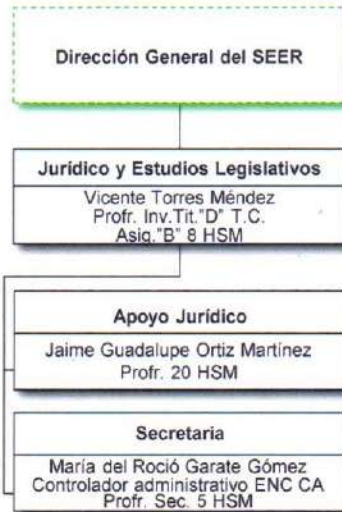 Dirección General del SEER
Jurídico y Estudios Legislativos
Vicente Torres Méndez
Profr. Inv.Tit."D" T.C.
Asig."B" 8 HSM
Apoyo Jurídico
Jaime Guadalupe Ortiz Martínez
Profr. 20 HSM
Secretaria
María del Roció Garate Gómez
Controlador administrativo ENC CA
Profr. Sec. 5 HSM